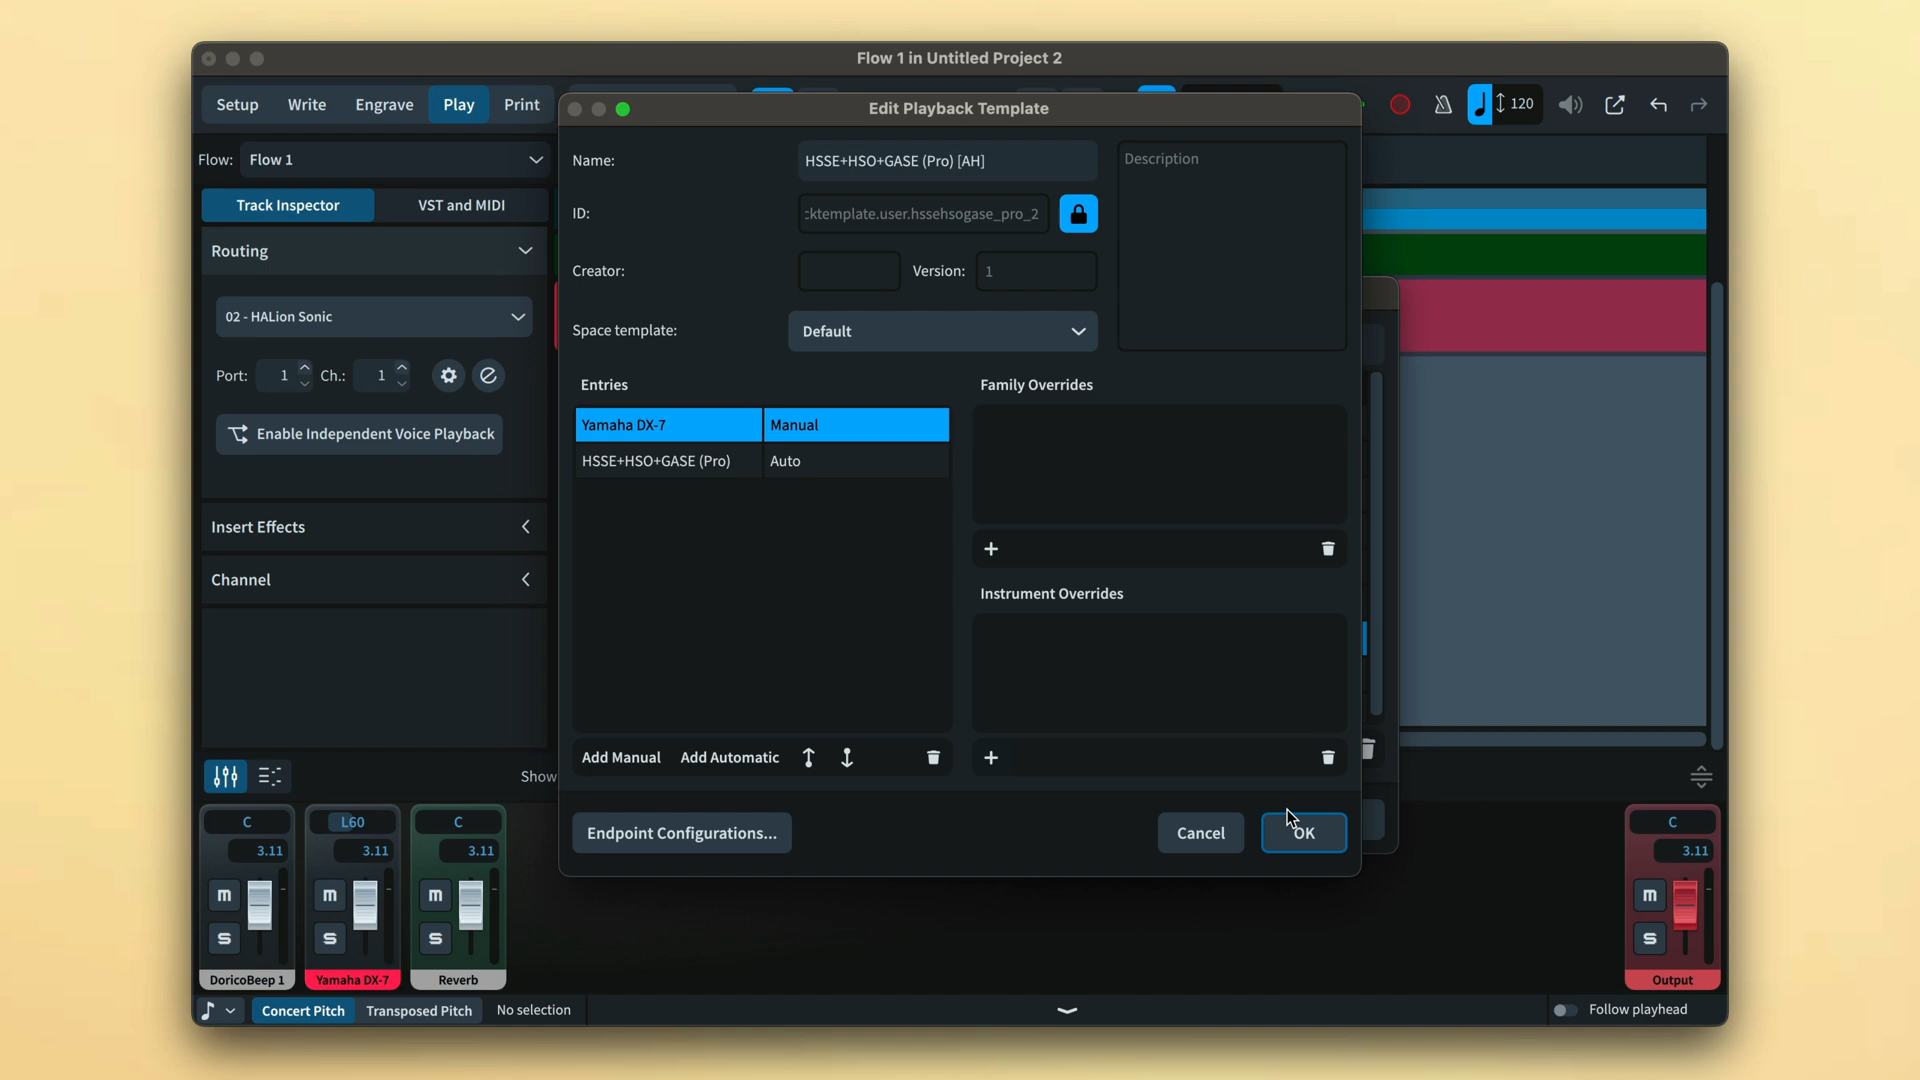 Flow 1 in Untitled Project 2
Setup Write Engrave Play Print
120
Edit Playback Template
Flow: Flow 1
Track Inspector VST and MIDI
Routing
02 - HALion Sonic
Port: 1 Ch.: 1
Enable Independent Voice Playback
Insert Effects
Channel
Name: HSSE+HSO+GASE (Pro) [AH]
Description
ID: :ktemplate.user.hssehsogase_pro_2
Creator: Version: 1
Space template: Default
Entries
Family Overrides
Yamaha DX-7 Manual
HSSE+HSO+GASE (Pro) Auto
Instrument Overrides
Add Manual Add Automatic
Endpoint Configurations...
Cancel OK
Show
C L60 C C
3.11 3.11 3.11 3.11
m m m m
s s s s
DoricoBeep 1 Yamaha DX-7 Reverb Output
Concert Pitch Transposed Pitch No selection Follow playhead